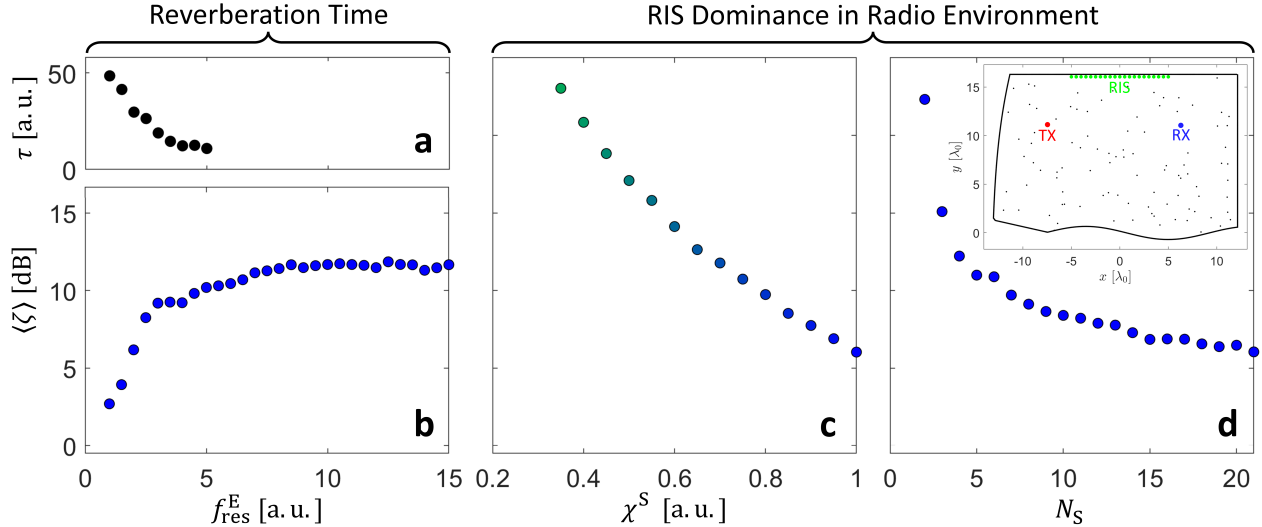 Reverberation Time
RIS Dominance in Radio Environment
50
0
τ [a. u.]
a
15
10
5
0
⟨ζ⟩ [dB]
b
0 5 10 15
f_res^E [a. u.]
c
0.2 0.4 0.6 0.8 1
χ^S [a. u.]
RIS
TX
RX
15
10
5
0
y [λ₀]
-10 -5 0 5 10
x [λ₀]
d
0 5 10 15 20
N_S